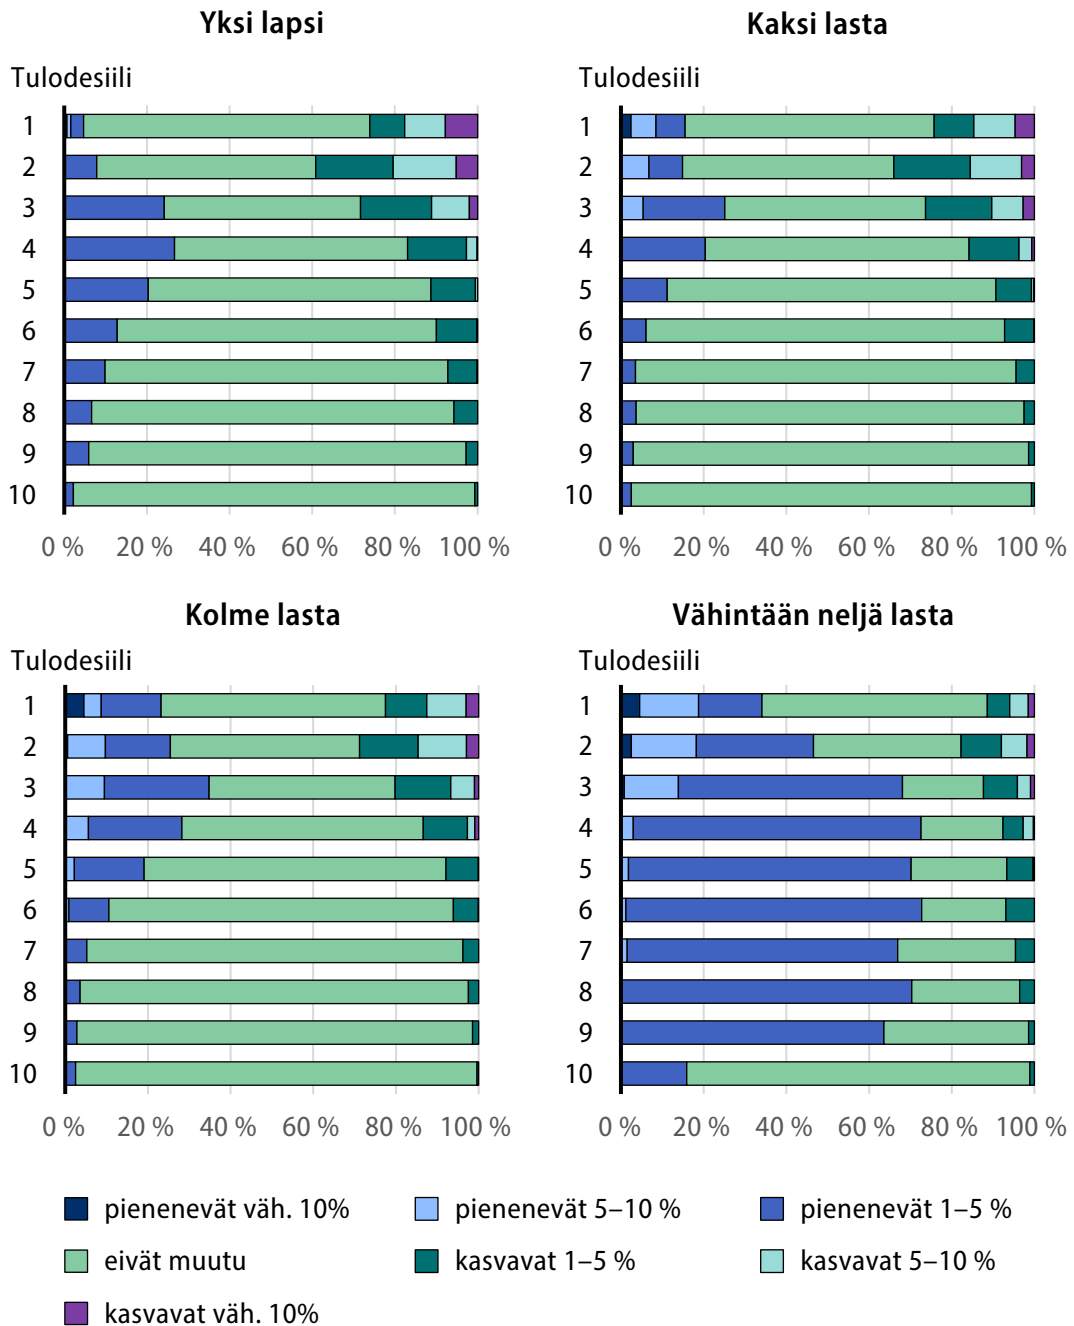 Yksi lapsi
Kaksi lasta
Tulodesiili
Tulodesiili
1
2
3
4
5
6
7
8
9
10
0 % 20 % 40 % 60 % 80 % 100 %
1
2
3
4
5
6
7
8
9
10
0 % 20 % 40 % 60 % 80 % 100 %
Kolme lasta
Vähintään neljä lasta
Tulodesiili
Tulodesiili
1
2
3
4
5
6
7
8
9
10
0 % 20 % 40 % 60 % 80 % 100 %
1
2
3
4
5
6
7
8
9
10
0 % 20 % 40 % 60 % 80 % 100 %
pienenevät väh. 10%
pienenevät 5–10 %
pienenevät 1–5 %
eivät muutu
kasvavat 1–5 %
kasvavat 5–10 %
kasvavat väh. 10%